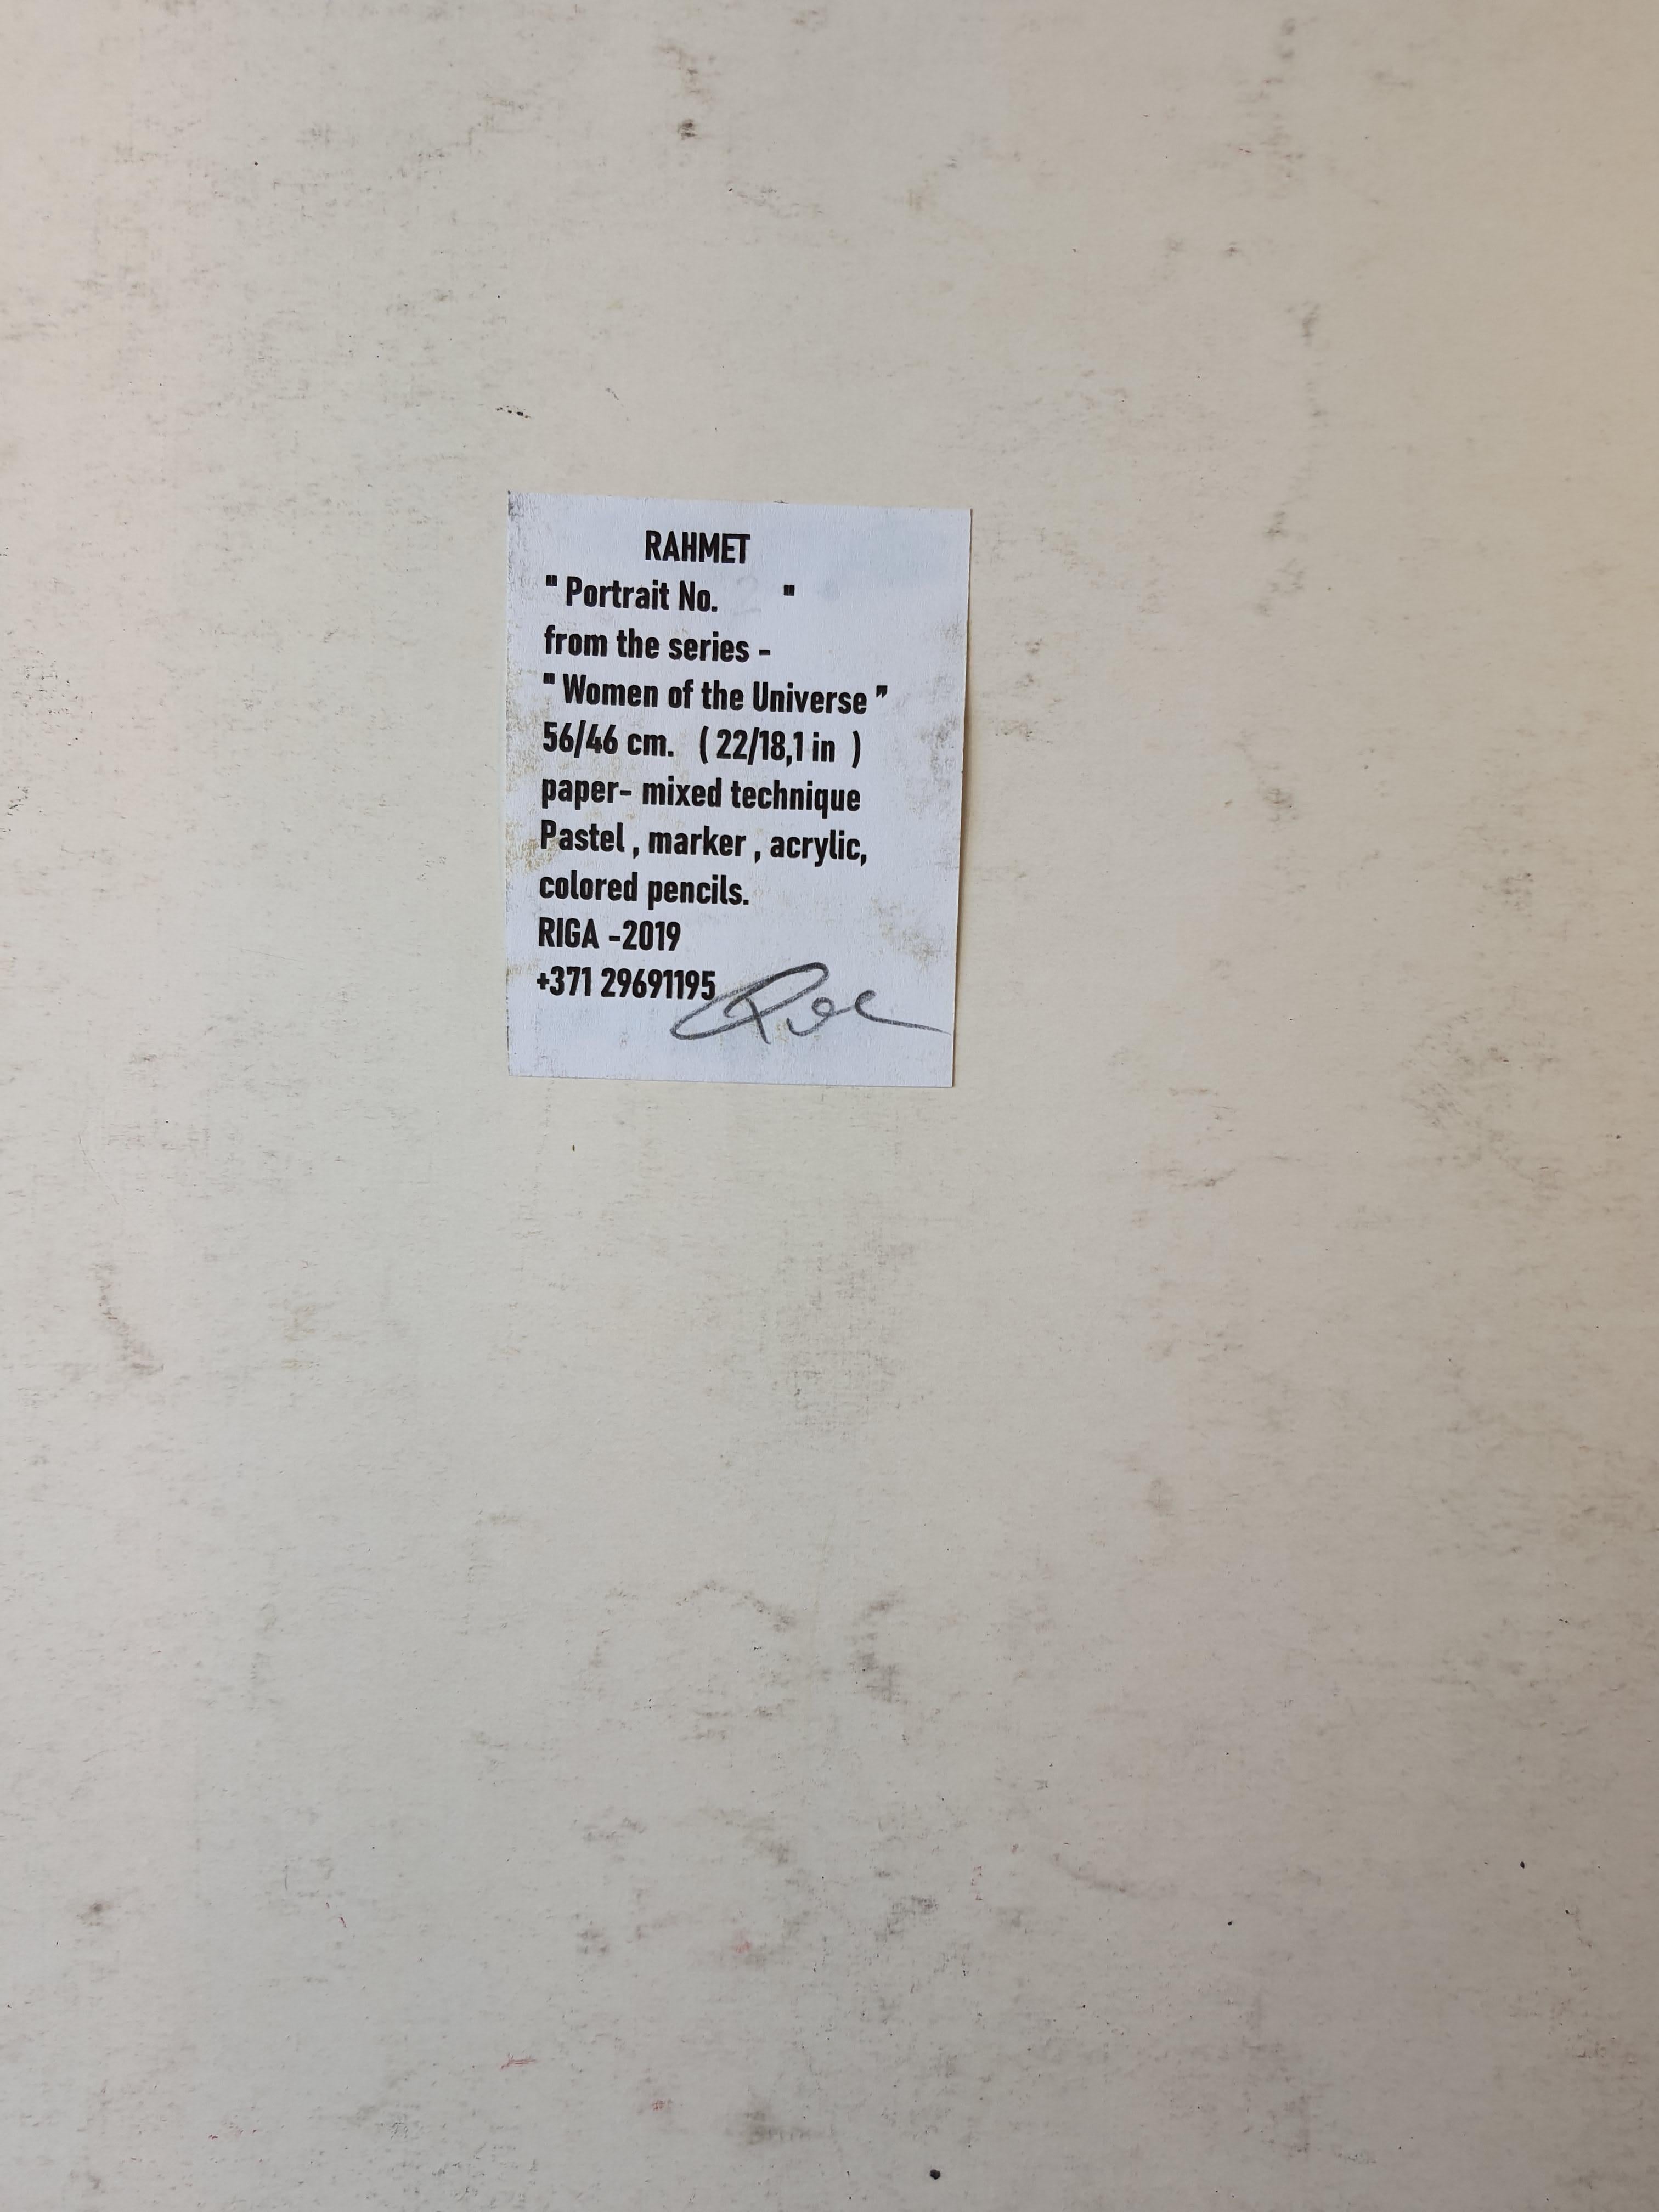 RAHMET
" Portrait No. "
from the series -
" Women of the Universe "
56/46 cm. ( 22/18,1 in )
paper- mixed technique
Pastel , marker , acrylic,
colored pencils.
RIGA -2019
+371 29691195